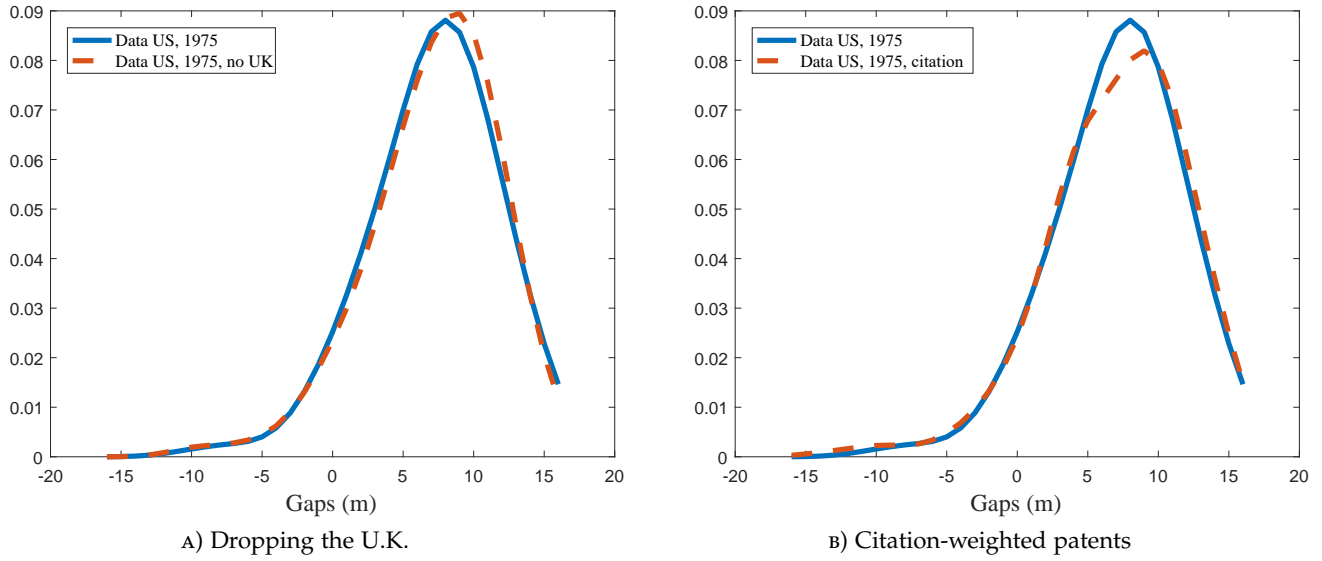 0.09
0.08
0.07
0.06
0.05
0.04
0.03
0.02
0.01
0
-20 -15 -10 -5 0 5 10 15 20
Data US, 1975
Data US, 1975, no UK
Gaps (m)
A) Dropping the U.K.
0.09
0.08
0.07
0.06
0.05
0.04
0.03
0.02
0.01
0
-20 -15 -10 -5 0 5 10 15 20
Data US, 1975
Data US, 1975, citation
Gaps (m)
B) Citation-weighted patents